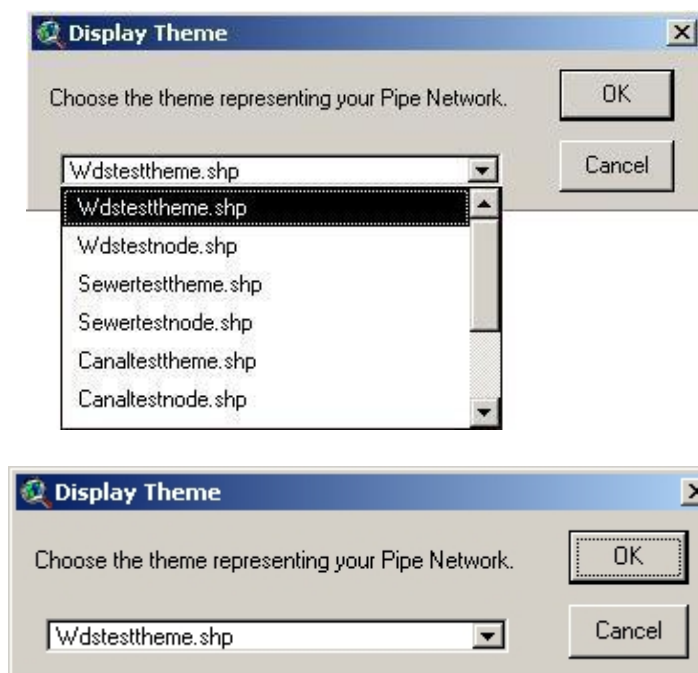 Display Theme
Choose the theme representing your Pipe Network.
OK
Wdstesttheme.shp
Cancel
Wdstesttheme.shp
Wdstestnode.shp
Sewertesttheme.shp
Sewertestnode.shp
Canaltesttheme.shp
Canaltestnode.shp
Display Theme
Choose the theme representing your Pipe Network.
OK
Wdstesttheme.shp
Cancel